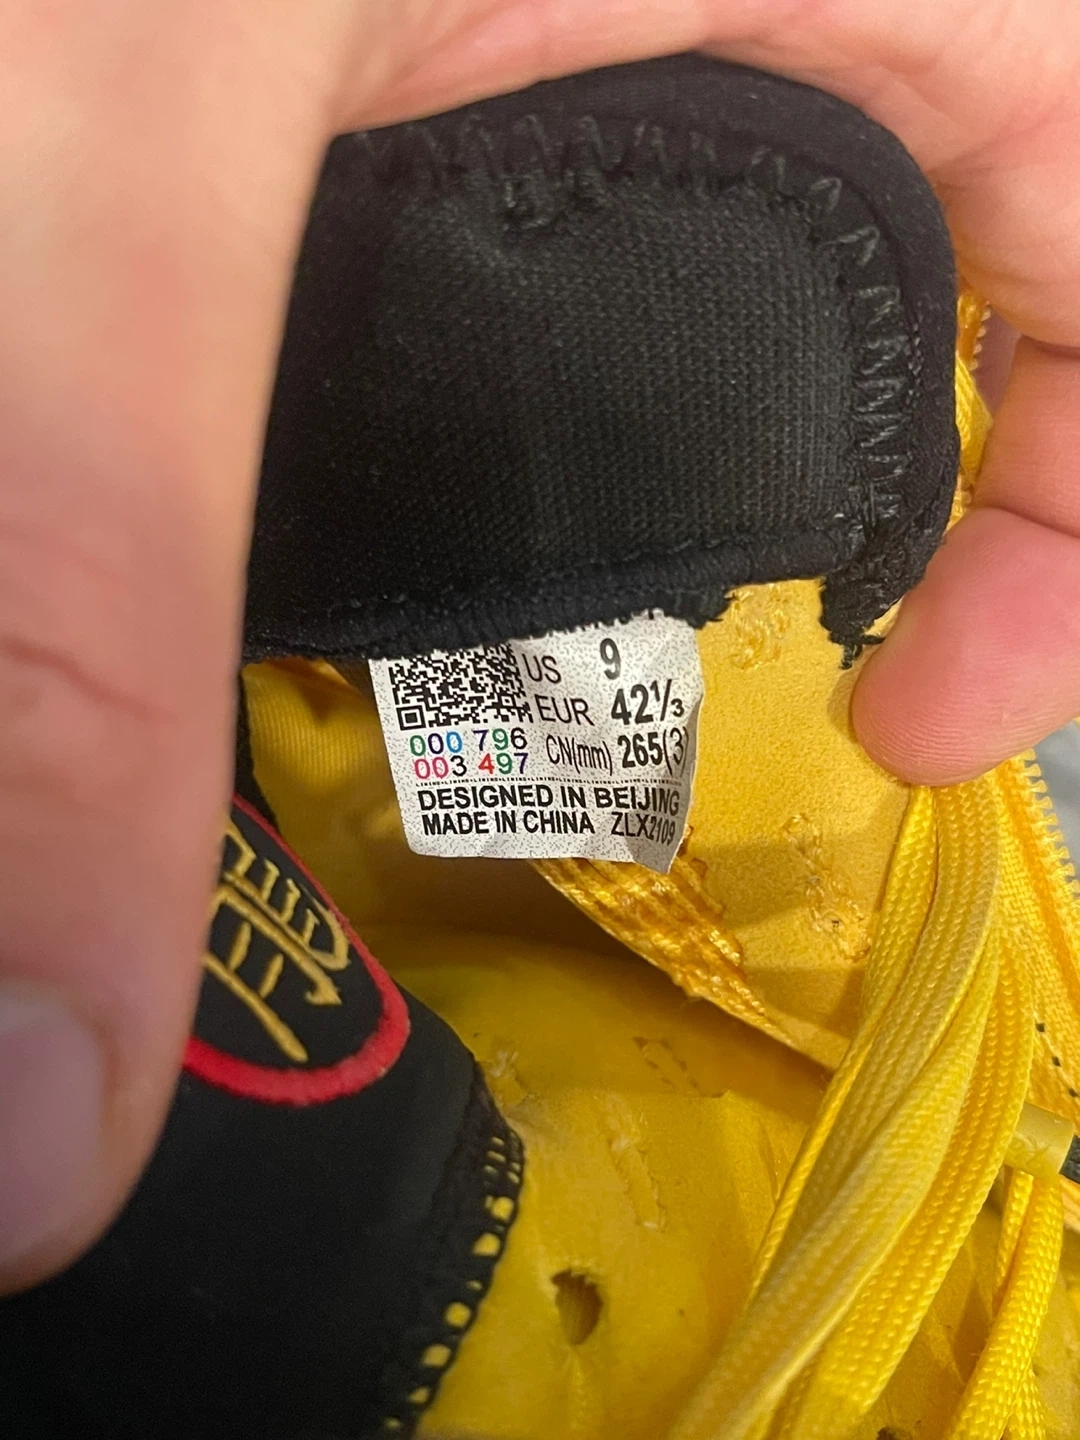 US 9
EUR 42⅓
000 796
003 497
CN(mm) 265(3)
DESIGNED IN BEIJING
MADE IN CHINA ZLX2109